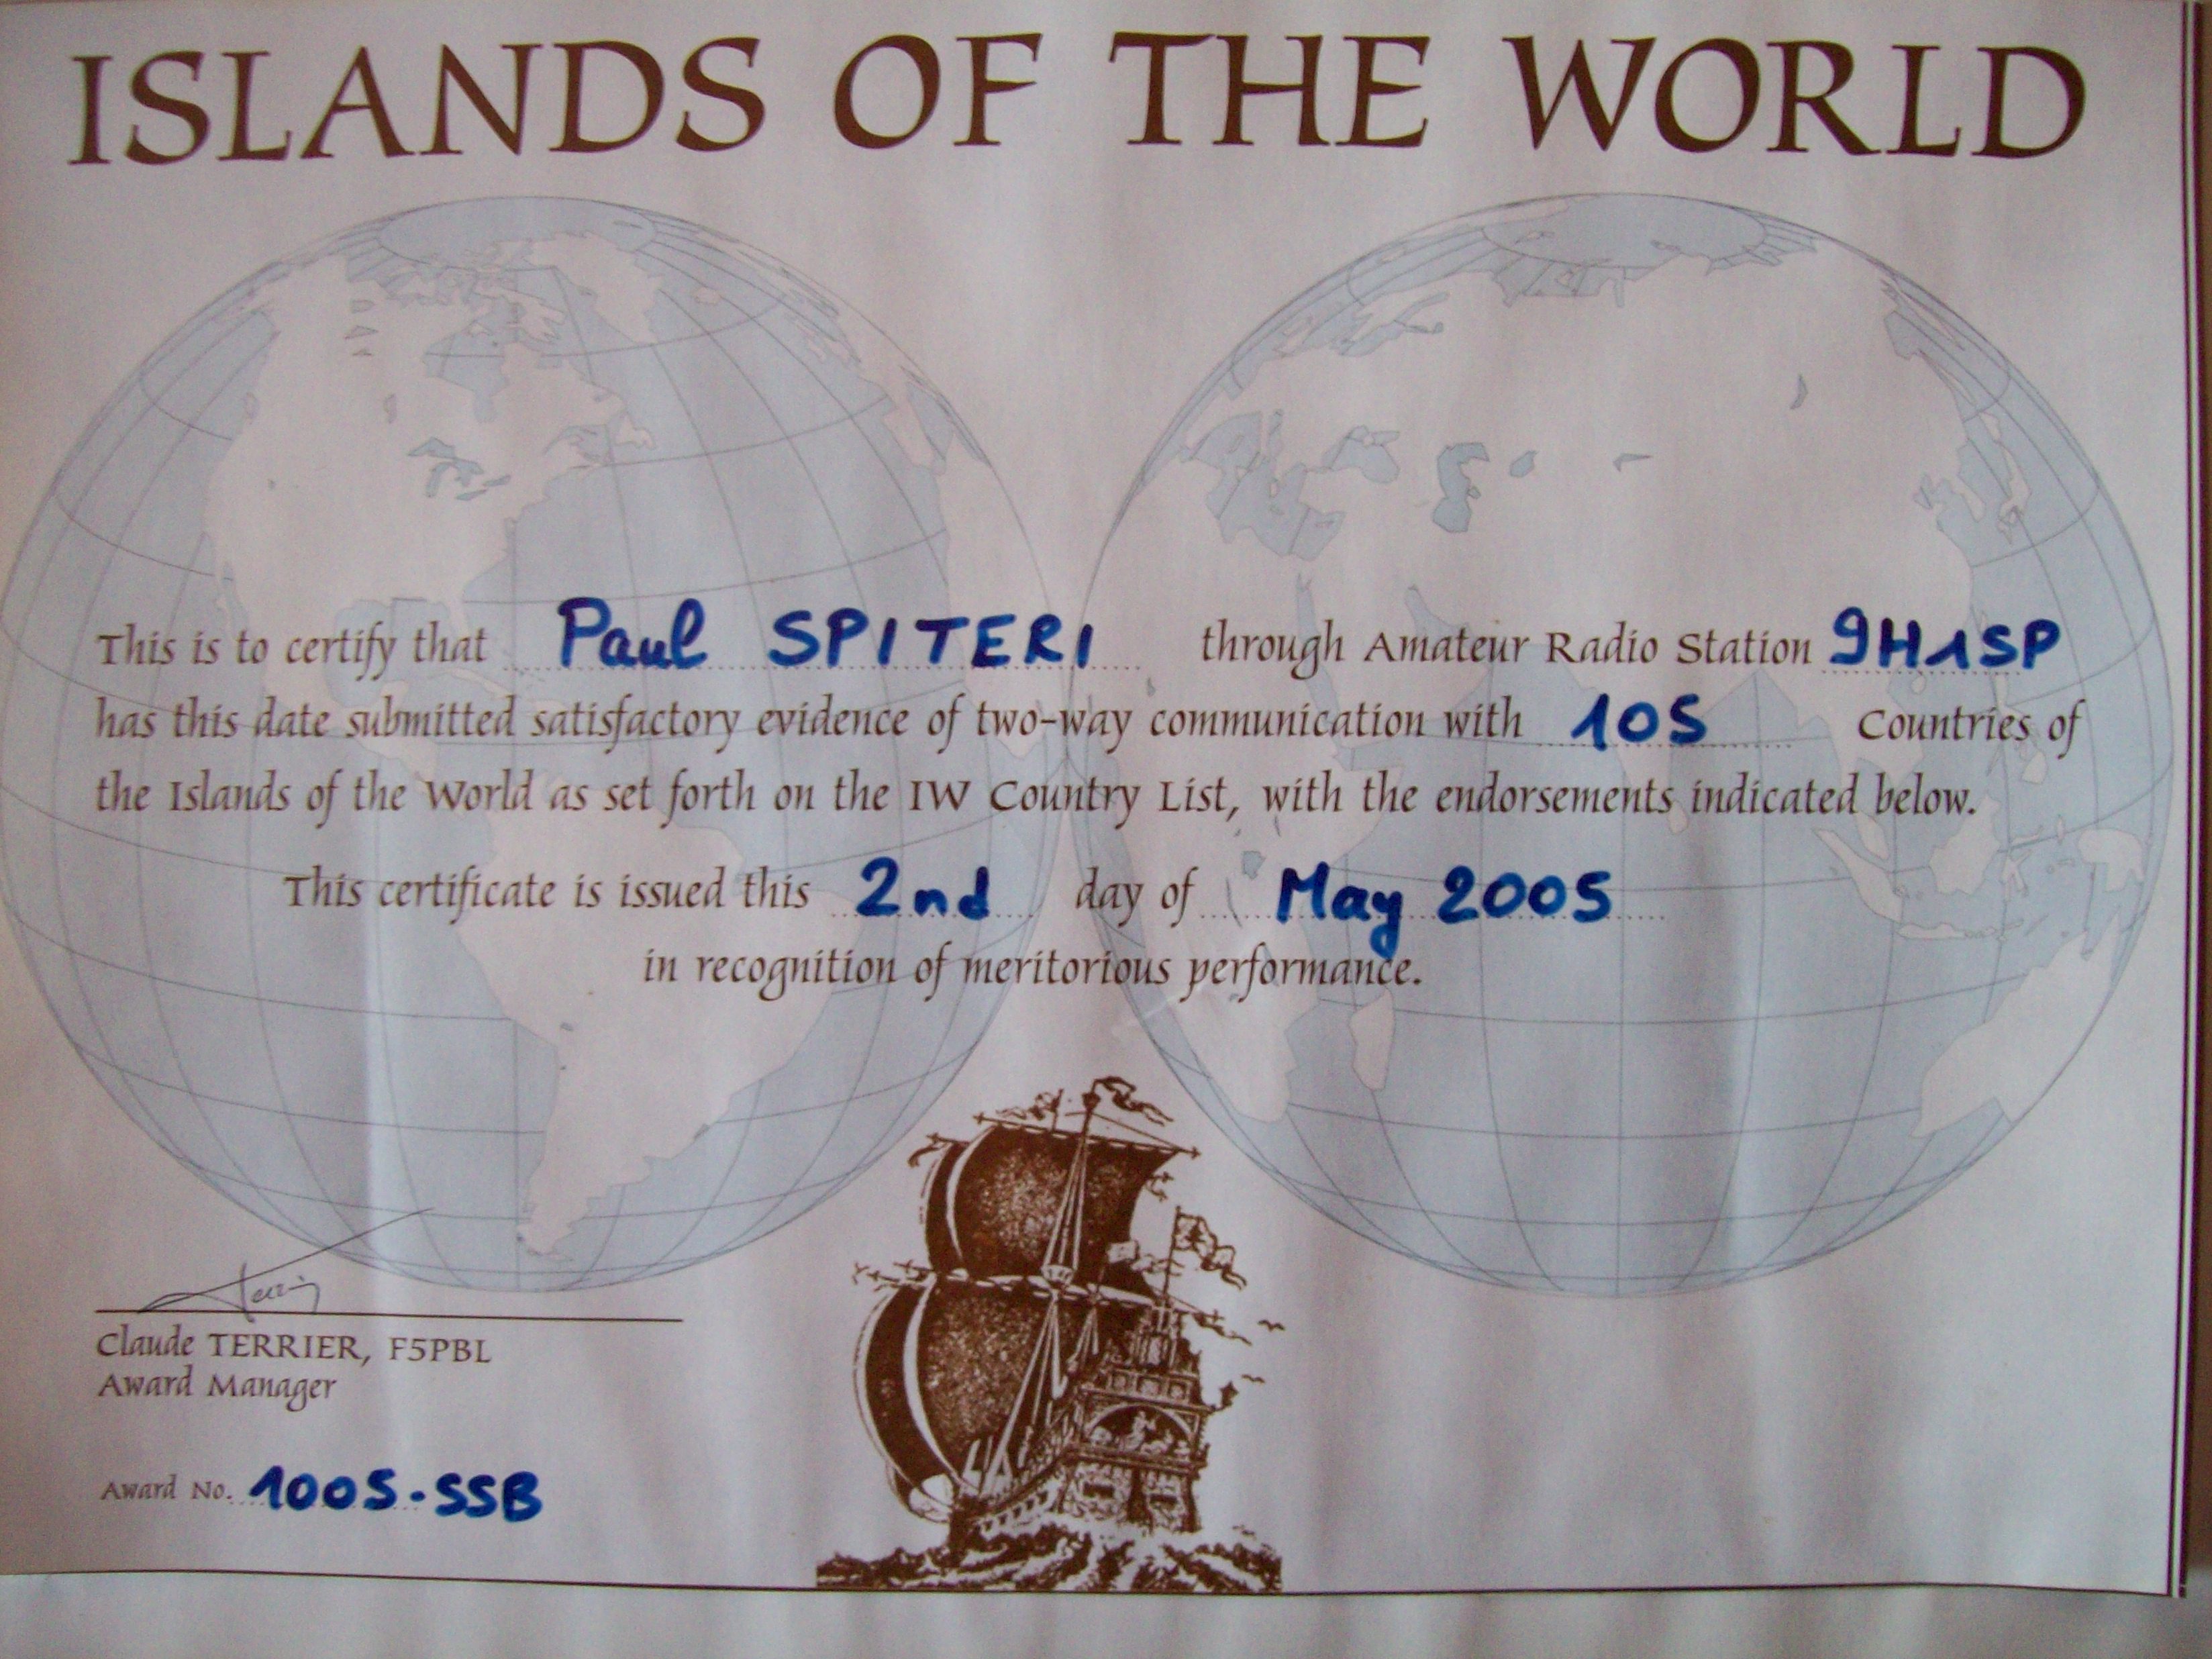 ISLANDS OF THE WORLD
This is to certify that Paul SPITERI through Amateur Radio Station 9H1SP
has this date submitted satisfactory evidence of two-way communication with 105 Countries of
the Islands of the World as set forth on the IW Country List, with the endorsements indicated below.
This certificate is issued this 2nd day of May 2005
in recognition of meritorious performance.
Claude TERRIER, F5PBL
Award Manager
Award No. 1005-SSB